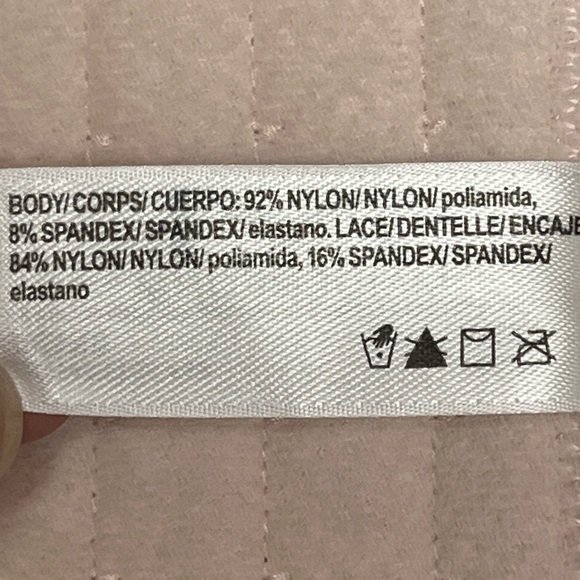 BODY/ CORPS/ CUERPO: 92% NYLON/ NYLON/ poliamida,
8% SPANDEX/ SPANDEX/ elastano. LACE/ DENTELLE/ ENCAJE
84% NYLON/ NYLON/ poliamida, 16% SPANDEX/ SPANDEX/
elastano